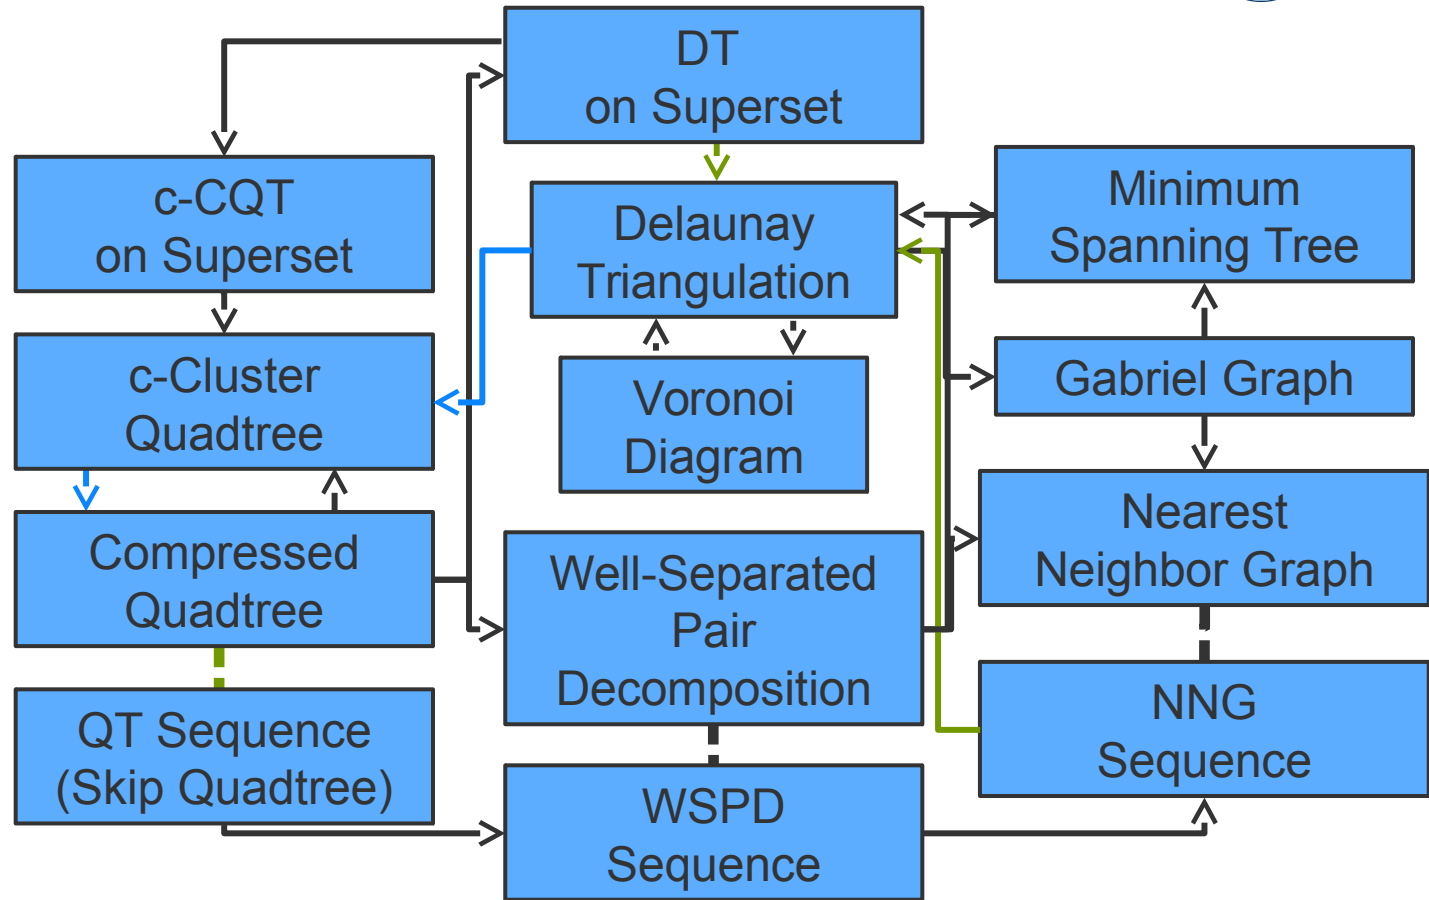 DT
on Superset
c-CQT
on Superset
Delaunay
Triangulation
Minimum
Spanning Tree
c-Cluster
Quadtree
Voronoi
Diagram
Gabriel Graph
Compressed
Quadtree
Well-Separated
Pair
Decomposition
Nearest
Neighbor Graph
QT Sequence
(Skip Quadtree)
WSPD
Sequence
NNG
Sequence